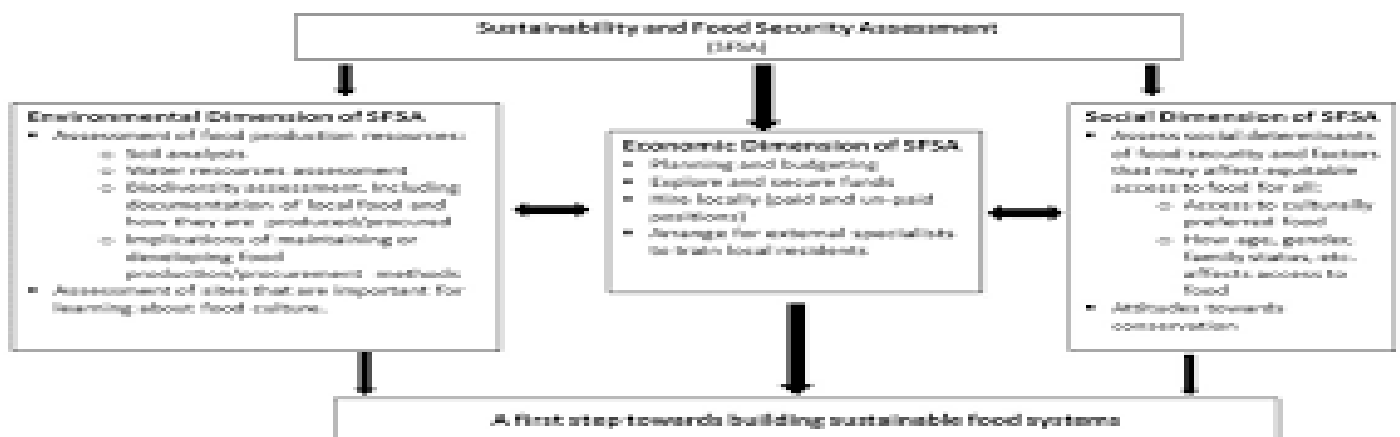 Sustainability and Food Security Assessment
(SFSA)
Environmental Dimension of SFSA
▪ Assessment of food production resources:
o Soil analysis
o Water resources assessment
o Biodiversity assessment, including
documentation of local food and
how they are produced/procured
o Implications of maintaining or
developing food
production/procurement methods
▪ Assessment of sites that are important for
learning about food culture.
Economic Dimension of SFSA
▪ Planning and budgeting
▪ Explore and secure funds
▪ Hire locally (paid and un-paid
positions)
▪ Arrange for external specialists
to train local residents
Social Dimension of SFSA
▪ Access social determinants
of food security and factors
that may affect equitable
access to food for all:
o Access to culturally
preferred food
o How age, gender,
family status, etc.
affects access to
food
▪ Attitudes towards
conservation
A first step towards building sustainable food systems